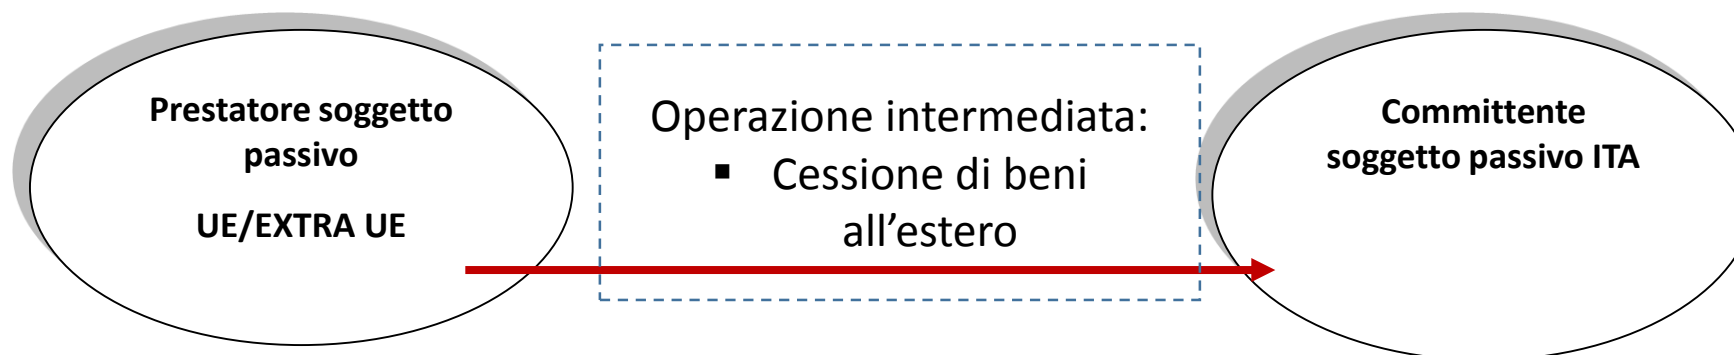 Prestatore soggetto
passivo
UE/EXTRA UE
Operazione intermediata:
▪ Cessione di beni
all’estero
Committente
soggetto passivo ITA